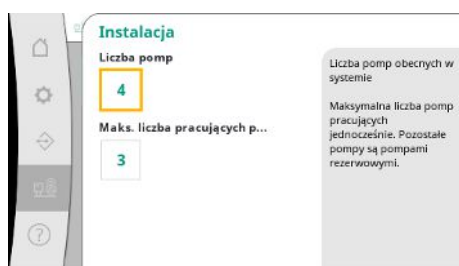 Instalacja
Liczba pomp
4
Maks. liczba pracujących p...
3
Liczba pomp obecnych w
systemie
Maksymalna liczba pomp
pracujących
jednocześnie. Pozostałe
pompy są pompami
rezerwowymi.
?